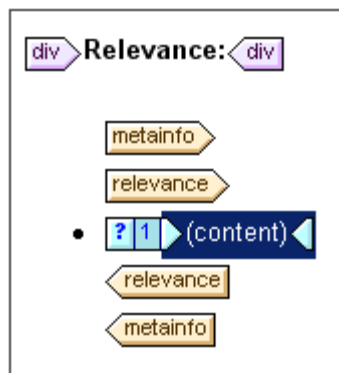 div Relevance: div
metainfo
relevance
? 1 (content)
relevance
metainfo